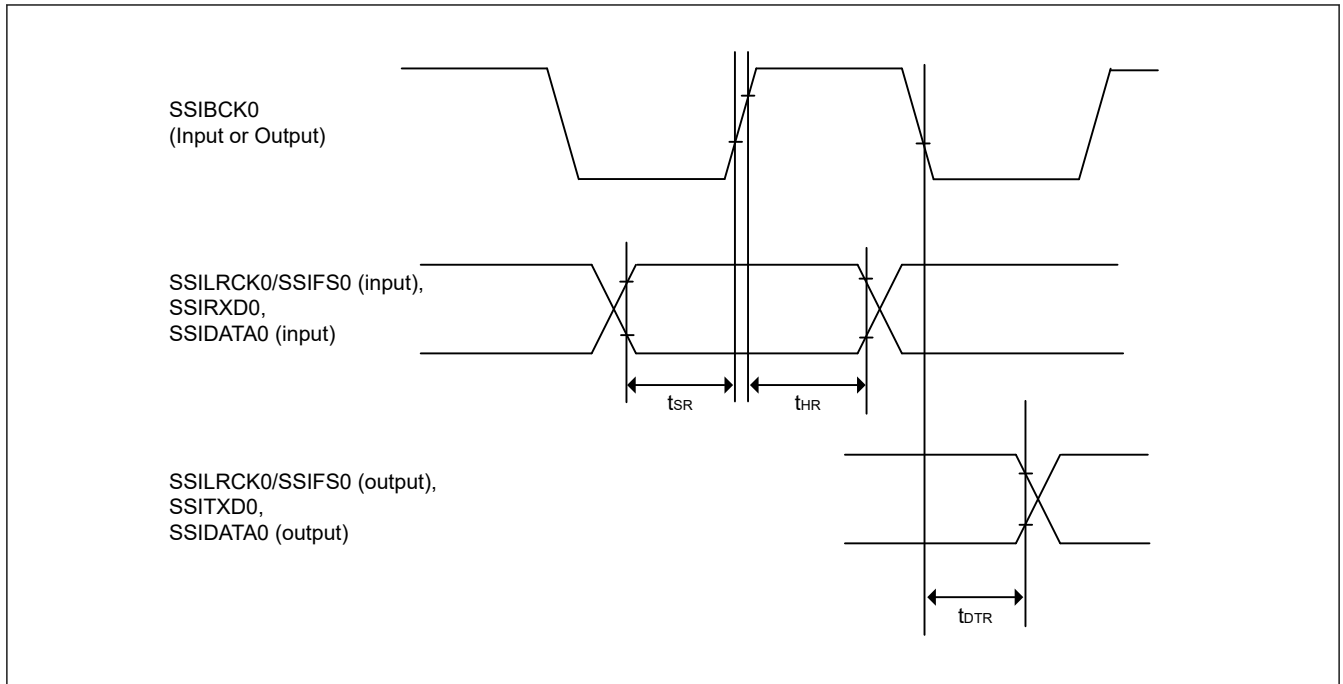 SSIBCK0
(Input or Output)
SSILRCK0/SSIFS0 (input),
SSIRXD0,
SSIDATA0 (input)
tSR
tHR
SSILRCK0/SSIFS0 (output),
SSITXD0,
SSIDATA0 (output)
tDTR